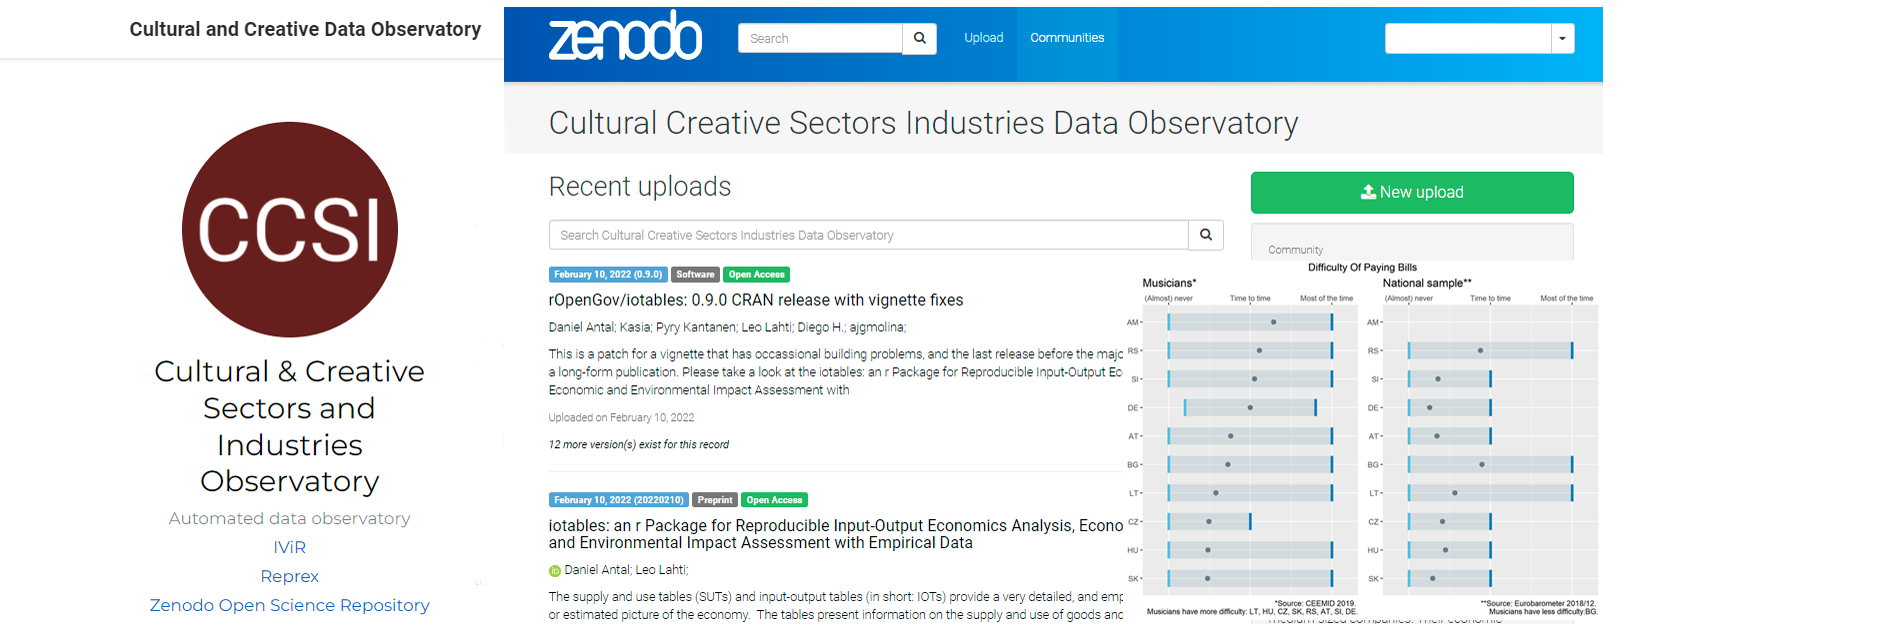 Cultural and Creative Data Observatory
CCSI
Cultural & Creative
Sectors and
Industries
Observatory
Automated data observatory
IViR
Reprex
Zenodo Open Science Repository
zenodo
Search
Upload
Communities
Cultural Creative Sectors Industries Data Observatory
Recent uploads
New upload
Search Cultural Creative Sectors Industries Data Observatory
Community
February 10, 2022 (0.9.0) Software Open Access
rOpenGov/iotables: 0.9.0 CRAN release with vignette fixes
Daniel Antal; Kasia; Pyry Kantanen; Leo Lahti; Diego H.; ajgmolina;
This is a patch for a vignette that has occassional building problems, and the last release before the majo
a long-form publication. Please take a look at the iotables: an r Package for Reproducible Input-Output Ec
Economic and Environmental Impact Assessment with
Uploaded on February 10, 2022
12 more version(s) exist for this record
February 10, 2022 (20220210) Preprint Open Access
iotables: an r Package for Reproducible Input-Output Economics Analysis, Econo
and Environmental Impact Assessment with Empirical Data
Daniel Antal; Leo Lahti;
The supply and use tables (SUTs) and input-output tables (in short: IOTs) provide a very detailed, and emp
or estimated picture of the economy. The tables present information on the supply and use of goods and
Difficulty Of Paying Bills
Musicians*
(Almost) never Time to time Most of the time
AM
RS
SI
DE
AT
BG
LT
CZ
HU
SK
*Source: CEEMID 2019.
Musicians have more difficulty: LT, HU, CZ, SK, RS, AT, SI, DE.
National sample**
(Almost) never Time to time Most of the time
AM
RS
SI
DE
AT
BG
LT
CZ
HU
SK
**Source: Eurobarometer 2018/12.
Musicians have less difficulty:BG.